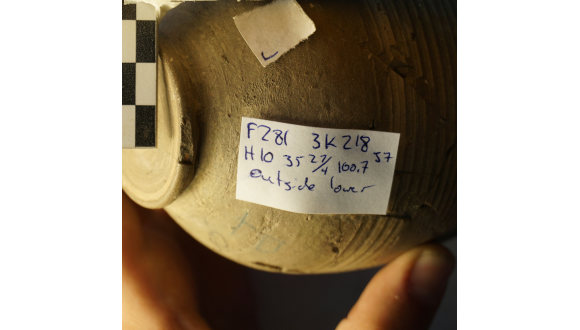 F281 3K218
H10 35 27/4 100.7 57
outside lower